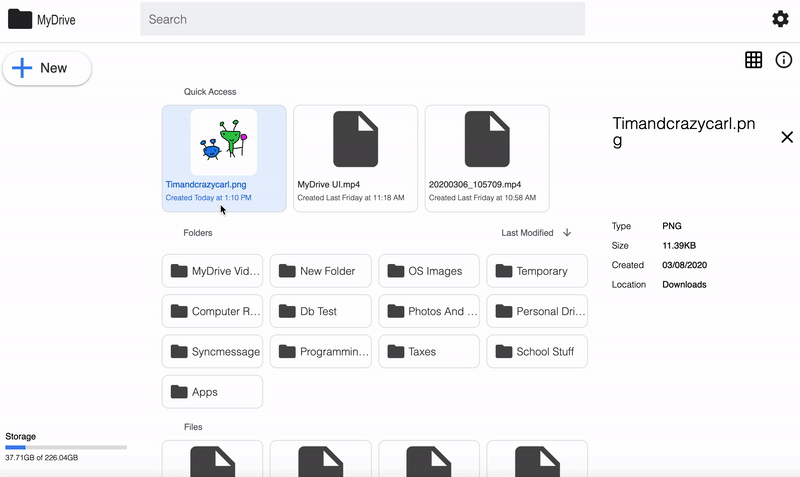 MyDrive
Search
New
Quick Access
Timandcrazycarl.png
Created Today at 1:10 PM
MyDrive UI.mp4
Created Last Friday at 11:18 AM
20200306_105709.mp4
Created Last Friday at 10:58 AM
Folders
Last Modified
MyDrive Vid...
New Folder
OS Images
Temporary
Computer R...
Db Test
Photos And ...
Personal Dri...
Syncmessage
Programmin...
Taxes
School Stuff
Apps
Files
Timandcrazycarl.pn
g
Type PNG
Size 11.39KB
Created 03/08/2020
Location Downloads
Storage
37.71GB of 226.04GB